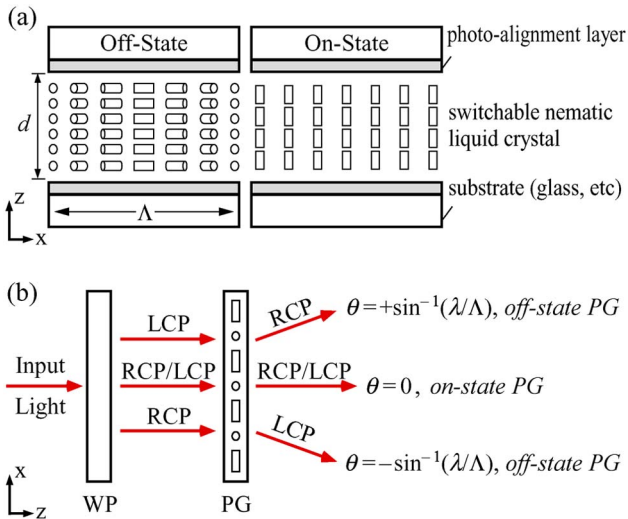 (a)
Off-State
On-State
photo-alignment layer
d
switchable nematic
liquid crystal
substrate (glass, etc)
Λ
z
x
(b)
LCP
RCP
θ=+sin⁻¹(λ/Λ), off-state PG
Input
Light
RCP/LCP
RCP/LCP
θ=0, on-state PG
RCP
LCP
θ=−sin⁻¹(λ/Λ), off-state PG
x
z
WP
PG